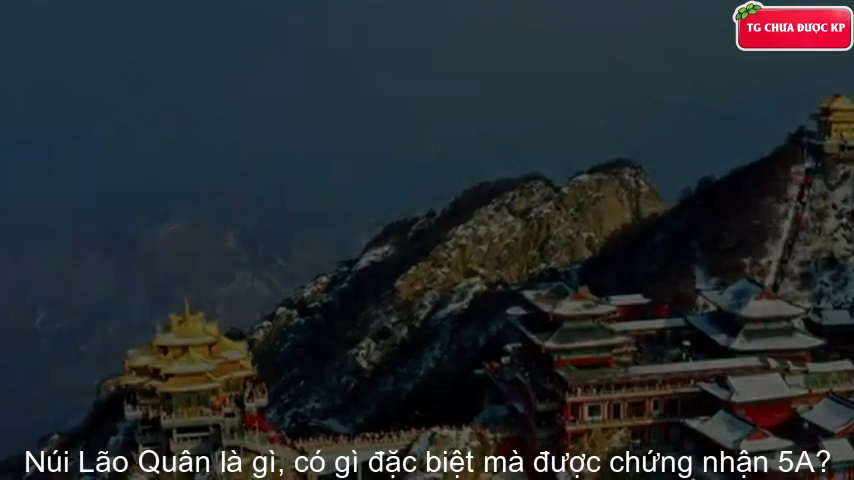 TG CHƯA ĐƯỢC KP
Núi Lão Quân là gì, có gì đặc biệt mà được chứng nhận 5A?